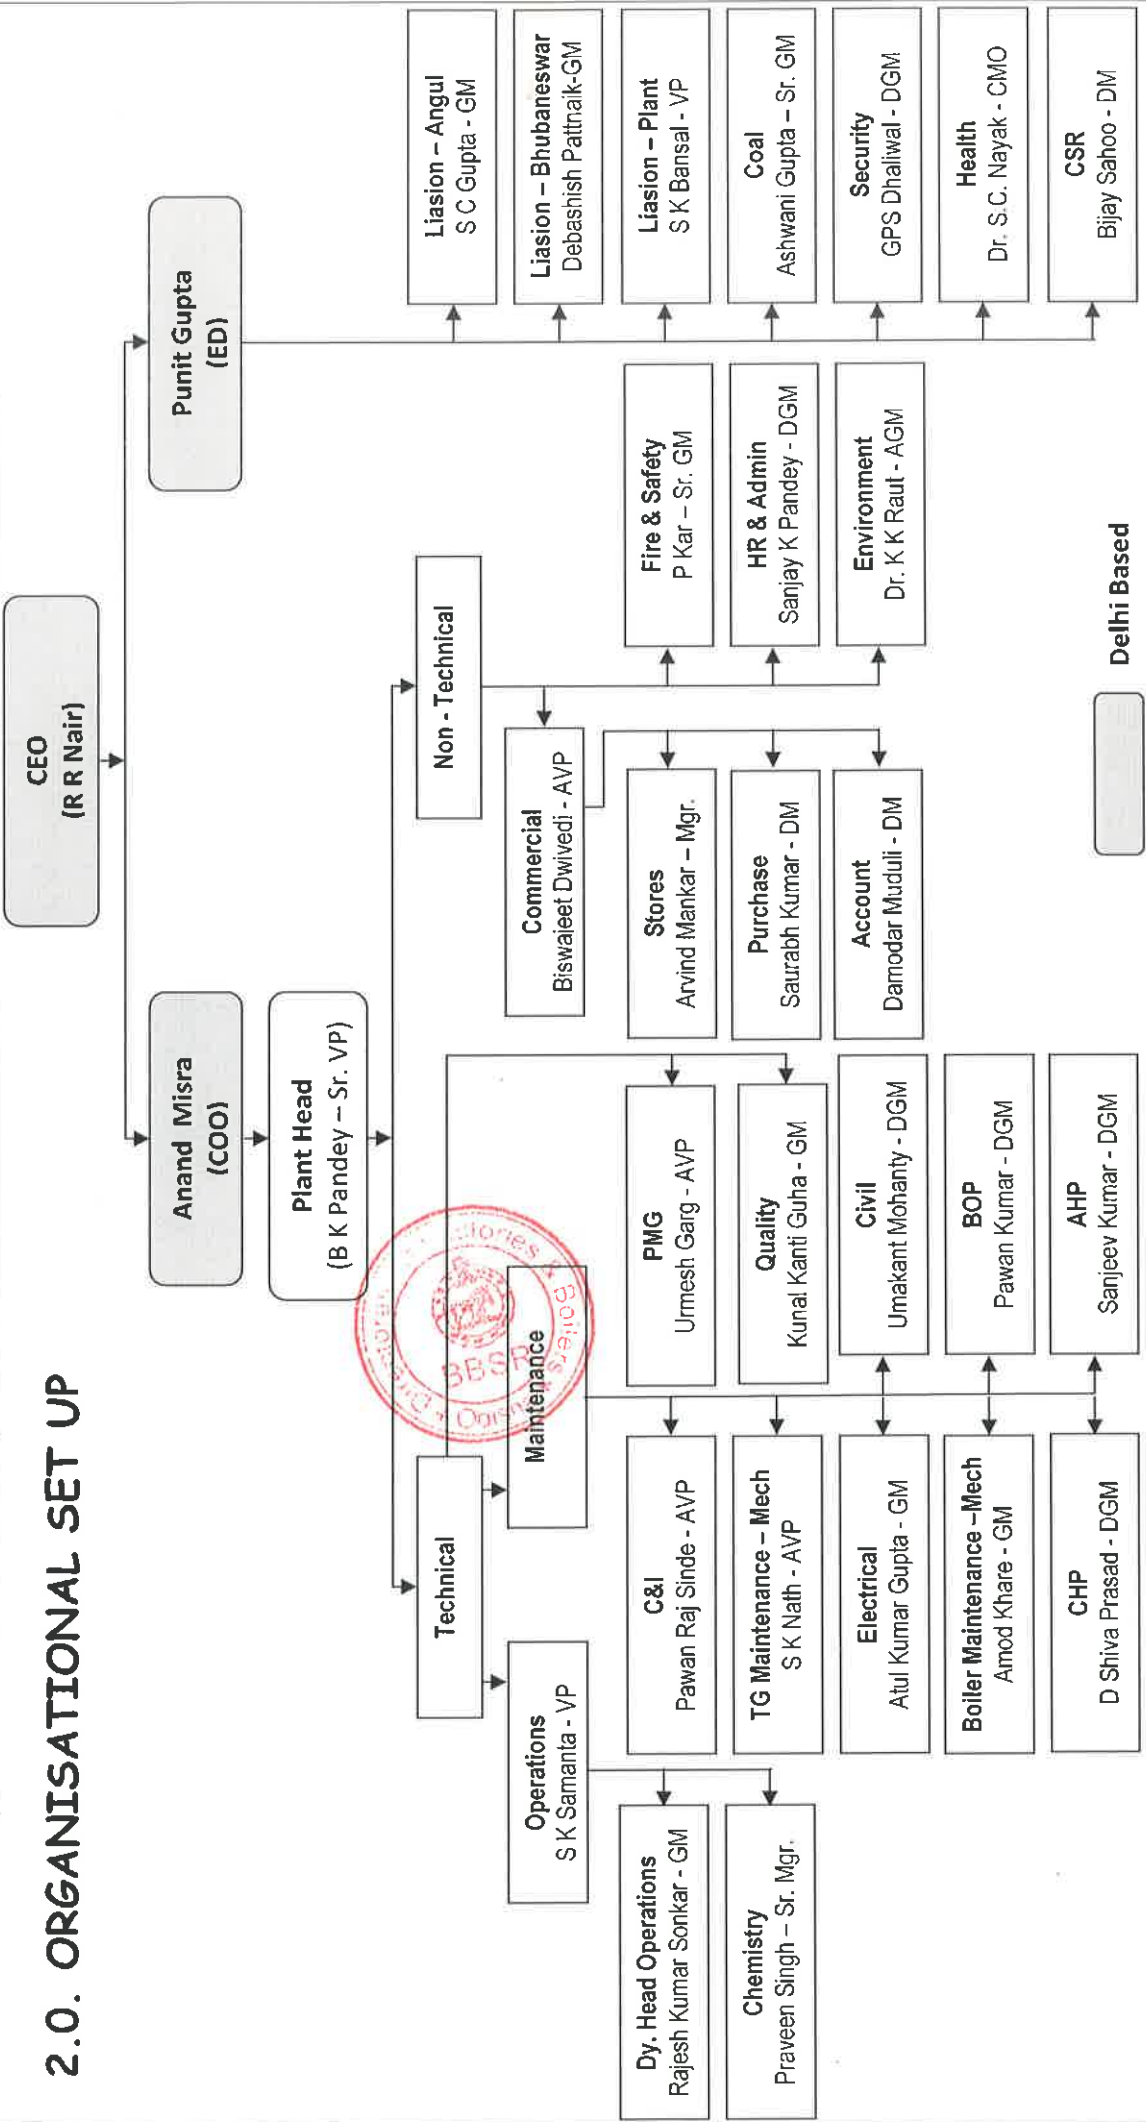 2.0. ORGANISATIONAL SET UP
CEO
(R R Nair)
Anand Misra
(COO)
Punit Gupta
(ED)
Plant Head
(B K Pandey – Sr. VP)
Technical
Non - Technical
Operations
S K Samanta - VP
Maintenance
Commercial
Biswajeet Dwivedi - AVP
Dy. Head Operations
Rajesh Kumar Sonkar - GM
Chemistry
Praveen Singh – Sr. Mgr.
C&I
Pawan Raj Sinde - AVP
TG Maintenance – Mech
S K Nath - AVP
Electrical
Atul Kumar Gupta - GM
Boiler Maintenance –Mech
Amod Khare - GM
CHP
D Shiva Prasad - DGM
PMG
Urmesh Garg - AVP
Quality
Kunal Kanti Guha - GM
Civil
Umakant Mohanty - DGM
BOP
Pawan Kumar - DGM
AHP
Sanjeev Kumar - DGM
Stores
Arvind Mankar – Mgr.
Purchase
Saurabh Kumar - DM
Account
Damodar Muduli - DM
Fire & Safety
P Kar – Sr. GM
HR & Admin
Sanjay K Pandey - DGM
Environment
Dr. K K Raut - AGM
Liasion – Angul
S C Gupta - GM
Liasion – Bhubaneswar
Debashish Pattnaik-GM
Liasion – Plant
S K Bansal - VP
Coal
Ashwani Gupta – Sr. GM
Security
GPS Dhaliwal - DGM
Health
Dr. S.C. Nayak - CMO
CSR
Bijay Sahoo - DM
Delhi Based
& Boilers
BBSR